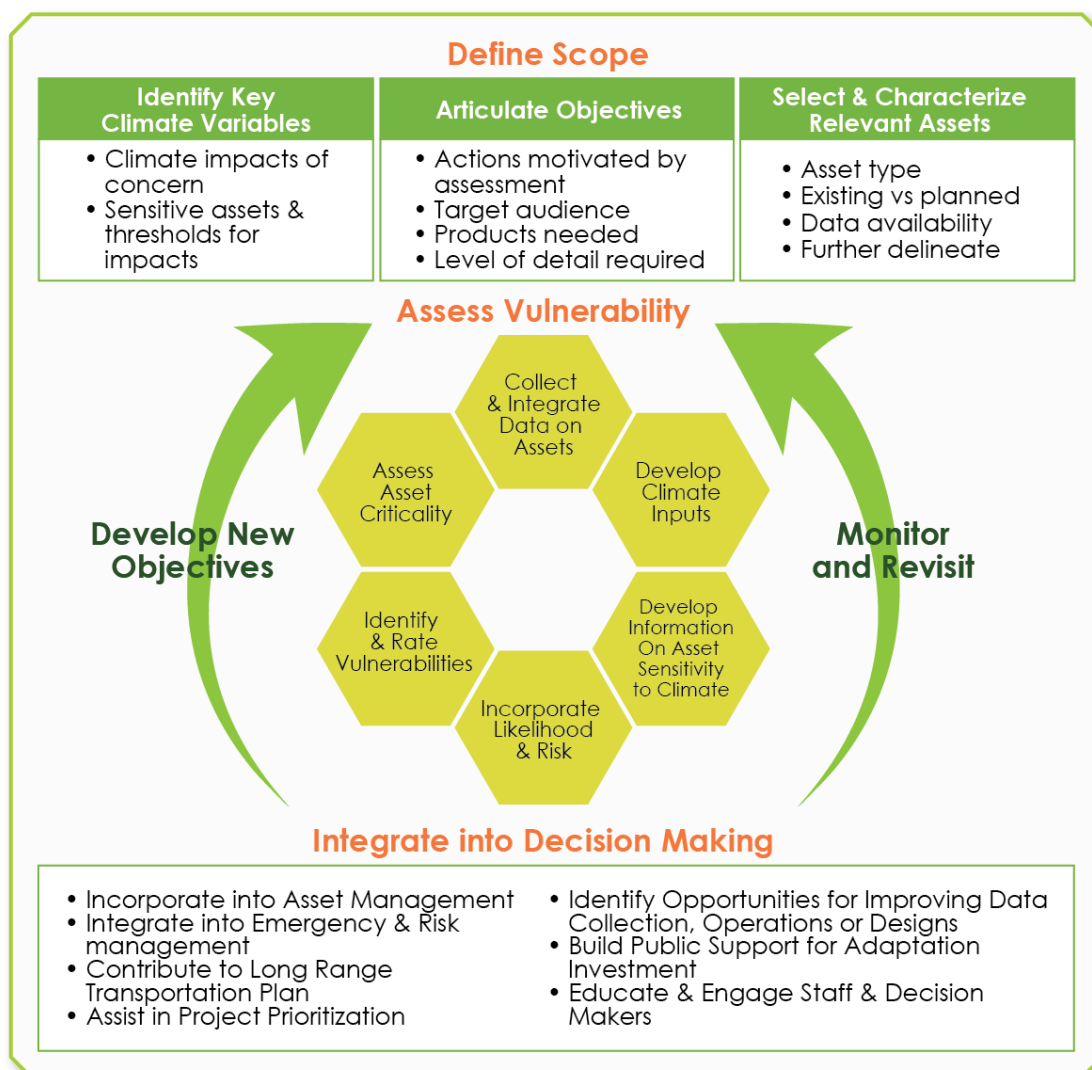 Define Scope
Identify Key
Climate Variables
• Climate impacts of
concern
• Sensitive assets &
thresholds for
impacts
Articulate Objectives
• Actions motivated by
assessment
• Target audience
• Products needed
• Level of detail required
Select & Characterize
Relevant Assets
• Asset type
• Existing vs planned
• Data availability
• Further delineate
Assess Vulnerability
Collect
& Integrate
Data on
Assets
Develop
Climate
Inputs
Develop
Information
On Asset
Sensitivity
to Climate
Incorporate
Likelihood
& Risk
Identify
& Rate
Vulnerabilities
Assess
Asset
Criticality
Develop New
Objectives
Monitor
and Revisit
Integrate into Decision Making
• Incorporate into Asset Management
• Integrate into Emergency & Risk
management
• Contribute to Long Range
Transportation Plan
• Assist in Project Prioritization
• Identify Opportunities for Improving Data
Collection, Operations or Designs
• Build Public Support for Adaptation
Investment
• Educate & Engage Staff & Decision
Makers